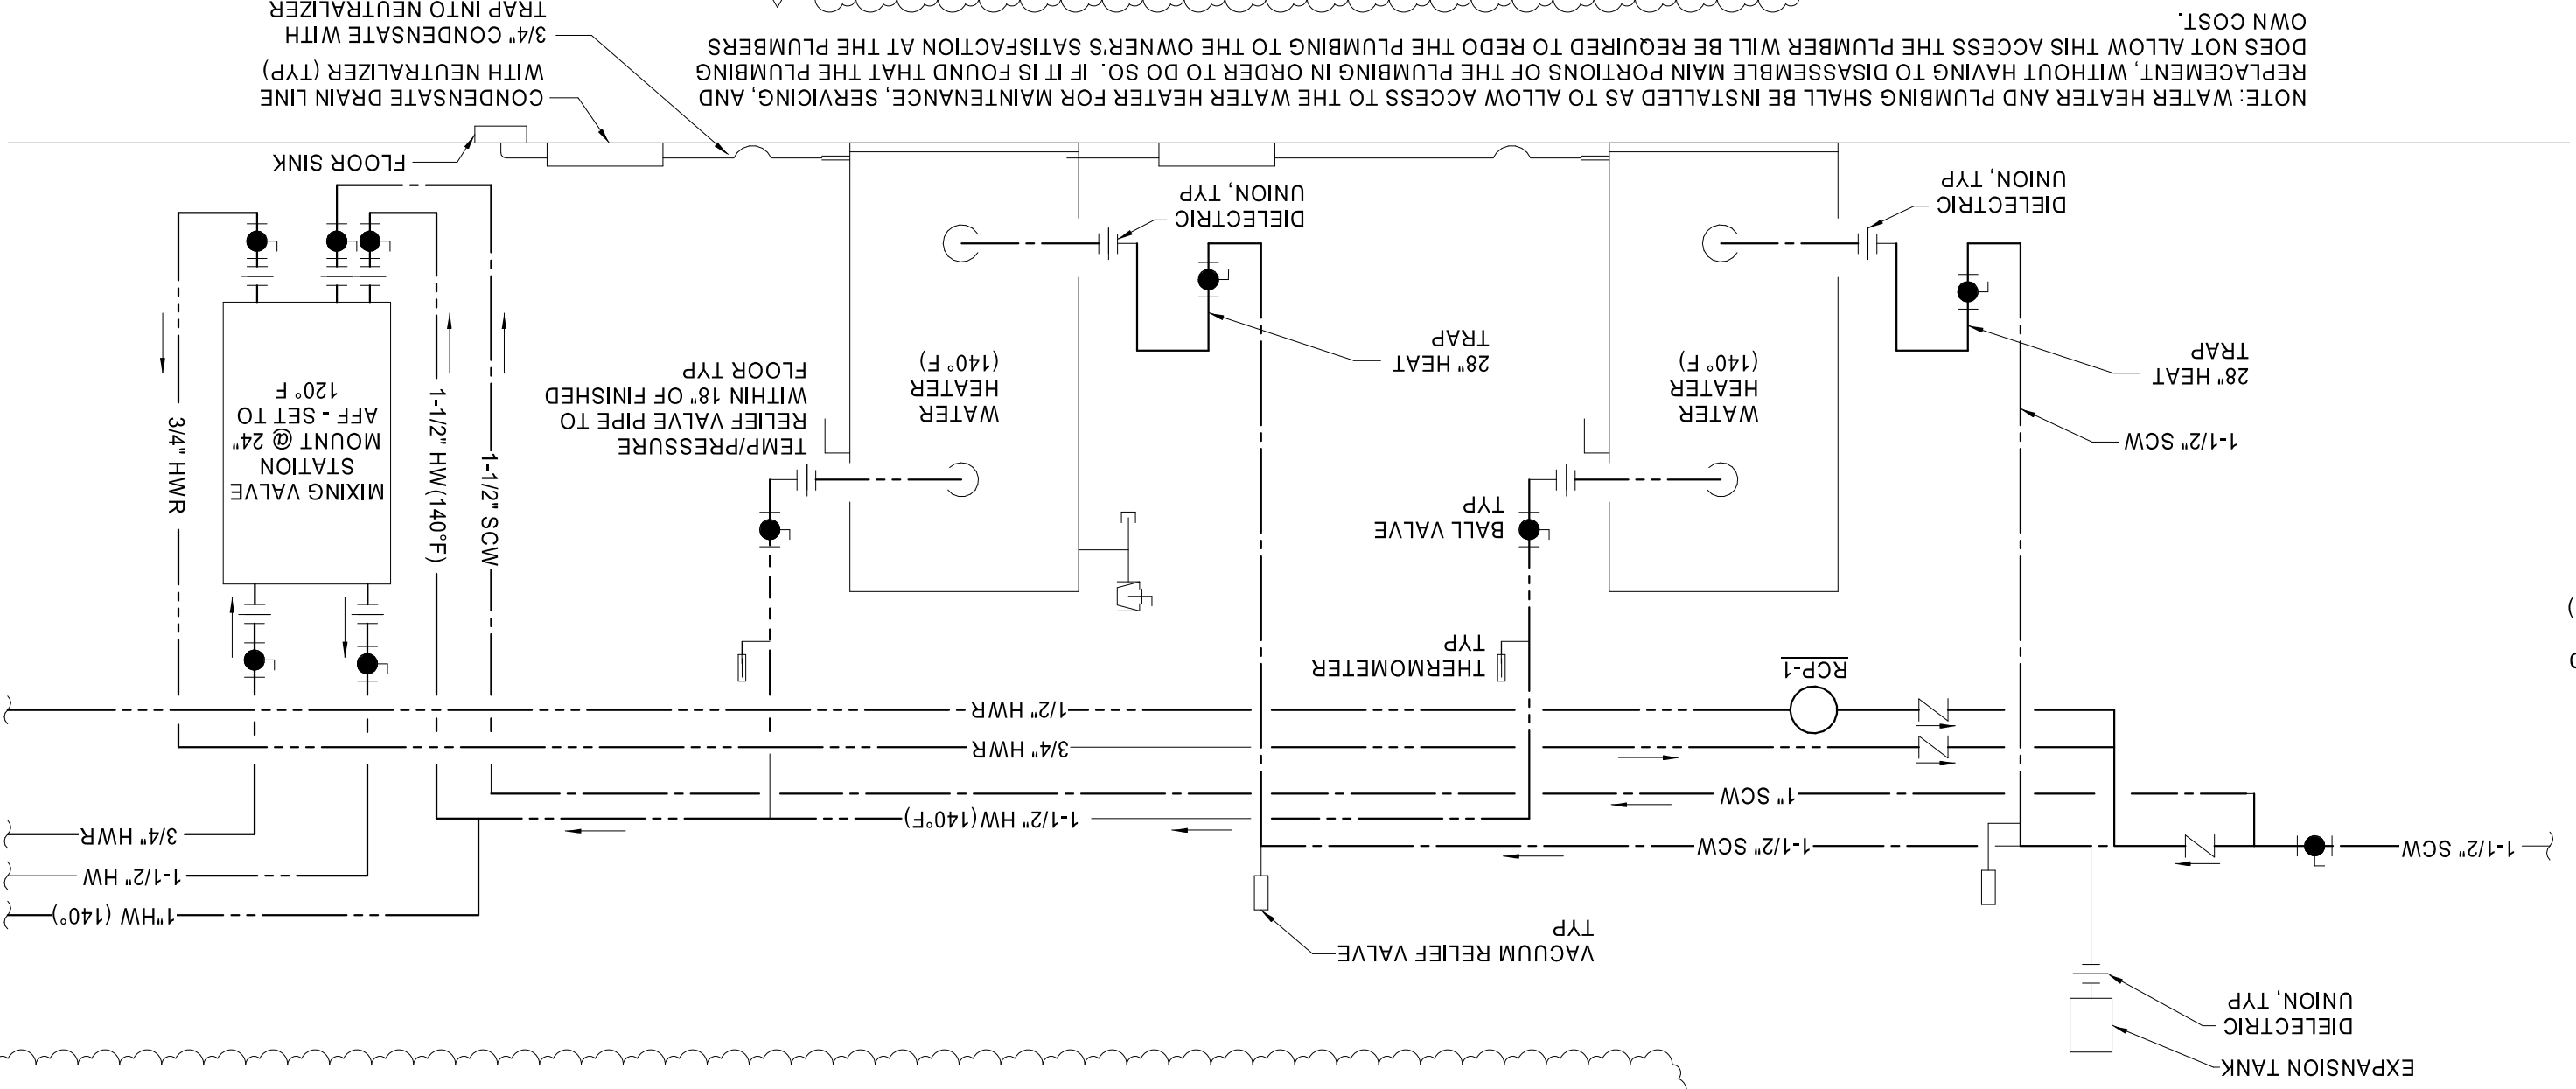 EXPANSION TANK
DIELECTRIC
UNION, TYP
VACUUM RELIEF VALVE
TYP
1-1/2" SCW
1-1/2" SCW
1" SCW
1-1/2" HW (140°F)
1"HW (140°)
1-1/2" HW
3/4" HWR
3/4" HWR
1/2" HWR
RCP-1
THERMOMETER
TYP
BALL VALVE
TYP
1-1/2" SCW
28" HEAT
TRAP
WATER
HEATER
(140° F)
DIELECTRIC
UNION, TYP
28" HEAT
TRAP
WATER
HEATER
(140° F)
DIELECTRIC
UNION, TYP
TEMP/PRESSURE
RELIEF VALVE PIPE TO
WITHIN 18" OF FINISHED
FLOOR TYP
1-1/2" SCW
1-1/2" HW(140°F)
MIXING VALVE
STATION
MOUNT @ 24"
AFF - SET TO
120° F
3/4" HWR
FLOOR SINK
CONDENSATE DRAIN LINE
WITH NEUTRALIZER (TYP)
3/4" CONDENSATE WITH
TRAP INTO NEUTRALIZER
NOTE: WATER HEATER AND PLUMBING SHALL BE INSTALLED AS TO ALLOW ACCESS TO THE WATER HEATER FOR MAINTENANCE, SERVICING, AND
REPLACEMENT, WITHOUT HAVING TO DISASSEMBLE MAIN PORTIONS OF THE PLUMBING IN ORDER TO DO SO. IF IT IS FOUND THAT THE PLUMBING
DOES NOT ALLOW THIS ACCESS THE PLUMBER WILL BE REQUIRED TO REDO THE PLUMBING TO THE OWNER'S SATISFACTION AT THE PLUMBERS
OWN COST.